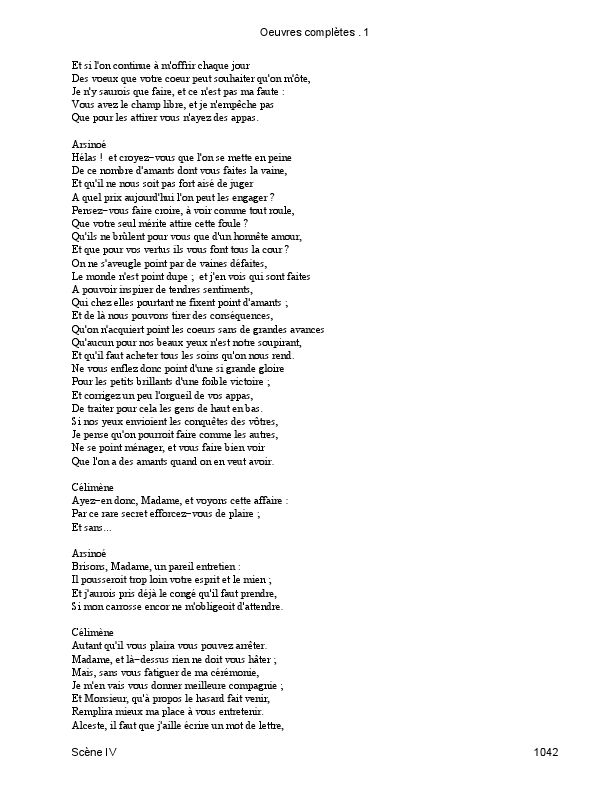 Oeuvres complètes . 1
Et si l'on continue à m'offrir chaque jour
Des voeux que votre coeur peut souhaiter qu'on m'ôte,
Je n'y saurois que faire, et ce n'est pas ma faute :
Vous avez le champ libre, et je n'empêche pas
Que pour les attirer vous n'ayez des appas.
Arsinoé
Hélas ! et croyez-vous que l'on se mette en peine
De ce nombre d'amants dont vous faites la vaine,
Et qu'il ne nous soit pas fort aisé de juger
A quel prix aujourd'hui l'on peut les engager ?
Pensez-vous faire croire, à voir comme tout roule,
Que votre seul mérite attire cette foule ?
Qu'ils ne brûlent pour vous que d'un honnête amour,
Et que pour vos vertus ils vous font tous la cour ?
On ne s'aveugle point par de vaines défaites,
Le monde n'est point dupe ; et j'en vois qui sont faites
A pouvoir inspirer de tendres sentiments,
Qui chez elles pourtant ne fixent point d'amants ;
Et de là nous pouvons tirer des conséquences,
Qu'on n'acquiert point les coeurs sans de grandes avances
Qu'aucun pour nos beaux yeux n'est notre soupirant,
Et qu'il faut acheter tous les soins qu'on nous rend.
Ne vous enflez donc point d'une si grande gloire
Pour les petits brillants d'une foible victoire ;
Et corrigez un peu l'orgueil de vos appas,
De traiter pour cela les gens de haut en bas.
Si nos yeux envioient les conquêtes des vôtres,
Je pense qu'on pourroit faire comme les autres,
Ne se point ménager, et vous faire bien voir
Que l'on a des amants quand on en veut avoir.
Célimène
Ayez-en donc, Madame, et voyons cette affaire :
Par ce rare secret efforcez-vous de plaire ;
Et sans...
Arsinoé
Brisons, Madame, un pareil entretien :
Il pousseroit trop loin votre esprit et le mien ;
Et j'aurois pris déjà le congé qu'il faut prendre,
Si mon carrosse encor ne m'obligeoit d'attendre.
Célimène
Autant qu'il vous plaira vous pouvez arrêter.
Madame, et là-dessus rien ne doit vous hâter ;
Mais, sans vous fatiguer de ma cérémonie,
Je m'en vais vous donner meilleure compagnie ;
Et Monsieur, qu'à propos le hasard fait venir,
Remplira mieux ma place à vous entretenir.
Alceste, il faut que j'aille écrire un mot de lettre,
Scène IV
1042